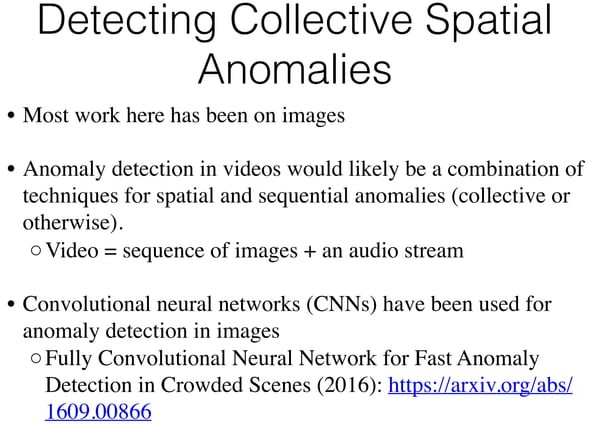 Detecting Collective Spatial
Anomalies
• Most work here has been on images
• Anomaly detection in videos would likely be a combination of
techniques for spatial and sequential anomalies (collective or
otherwise).
○ Video = sequence of images + an audio stream
• Convolutional neural networks (CNNs) have been used for
anomaly detection in images
○ Fully Convolutional Neural Network for Fast Anomaly
Detection in Crowded Scenes (2016): https://arxiv.org/abs/
1609.00866